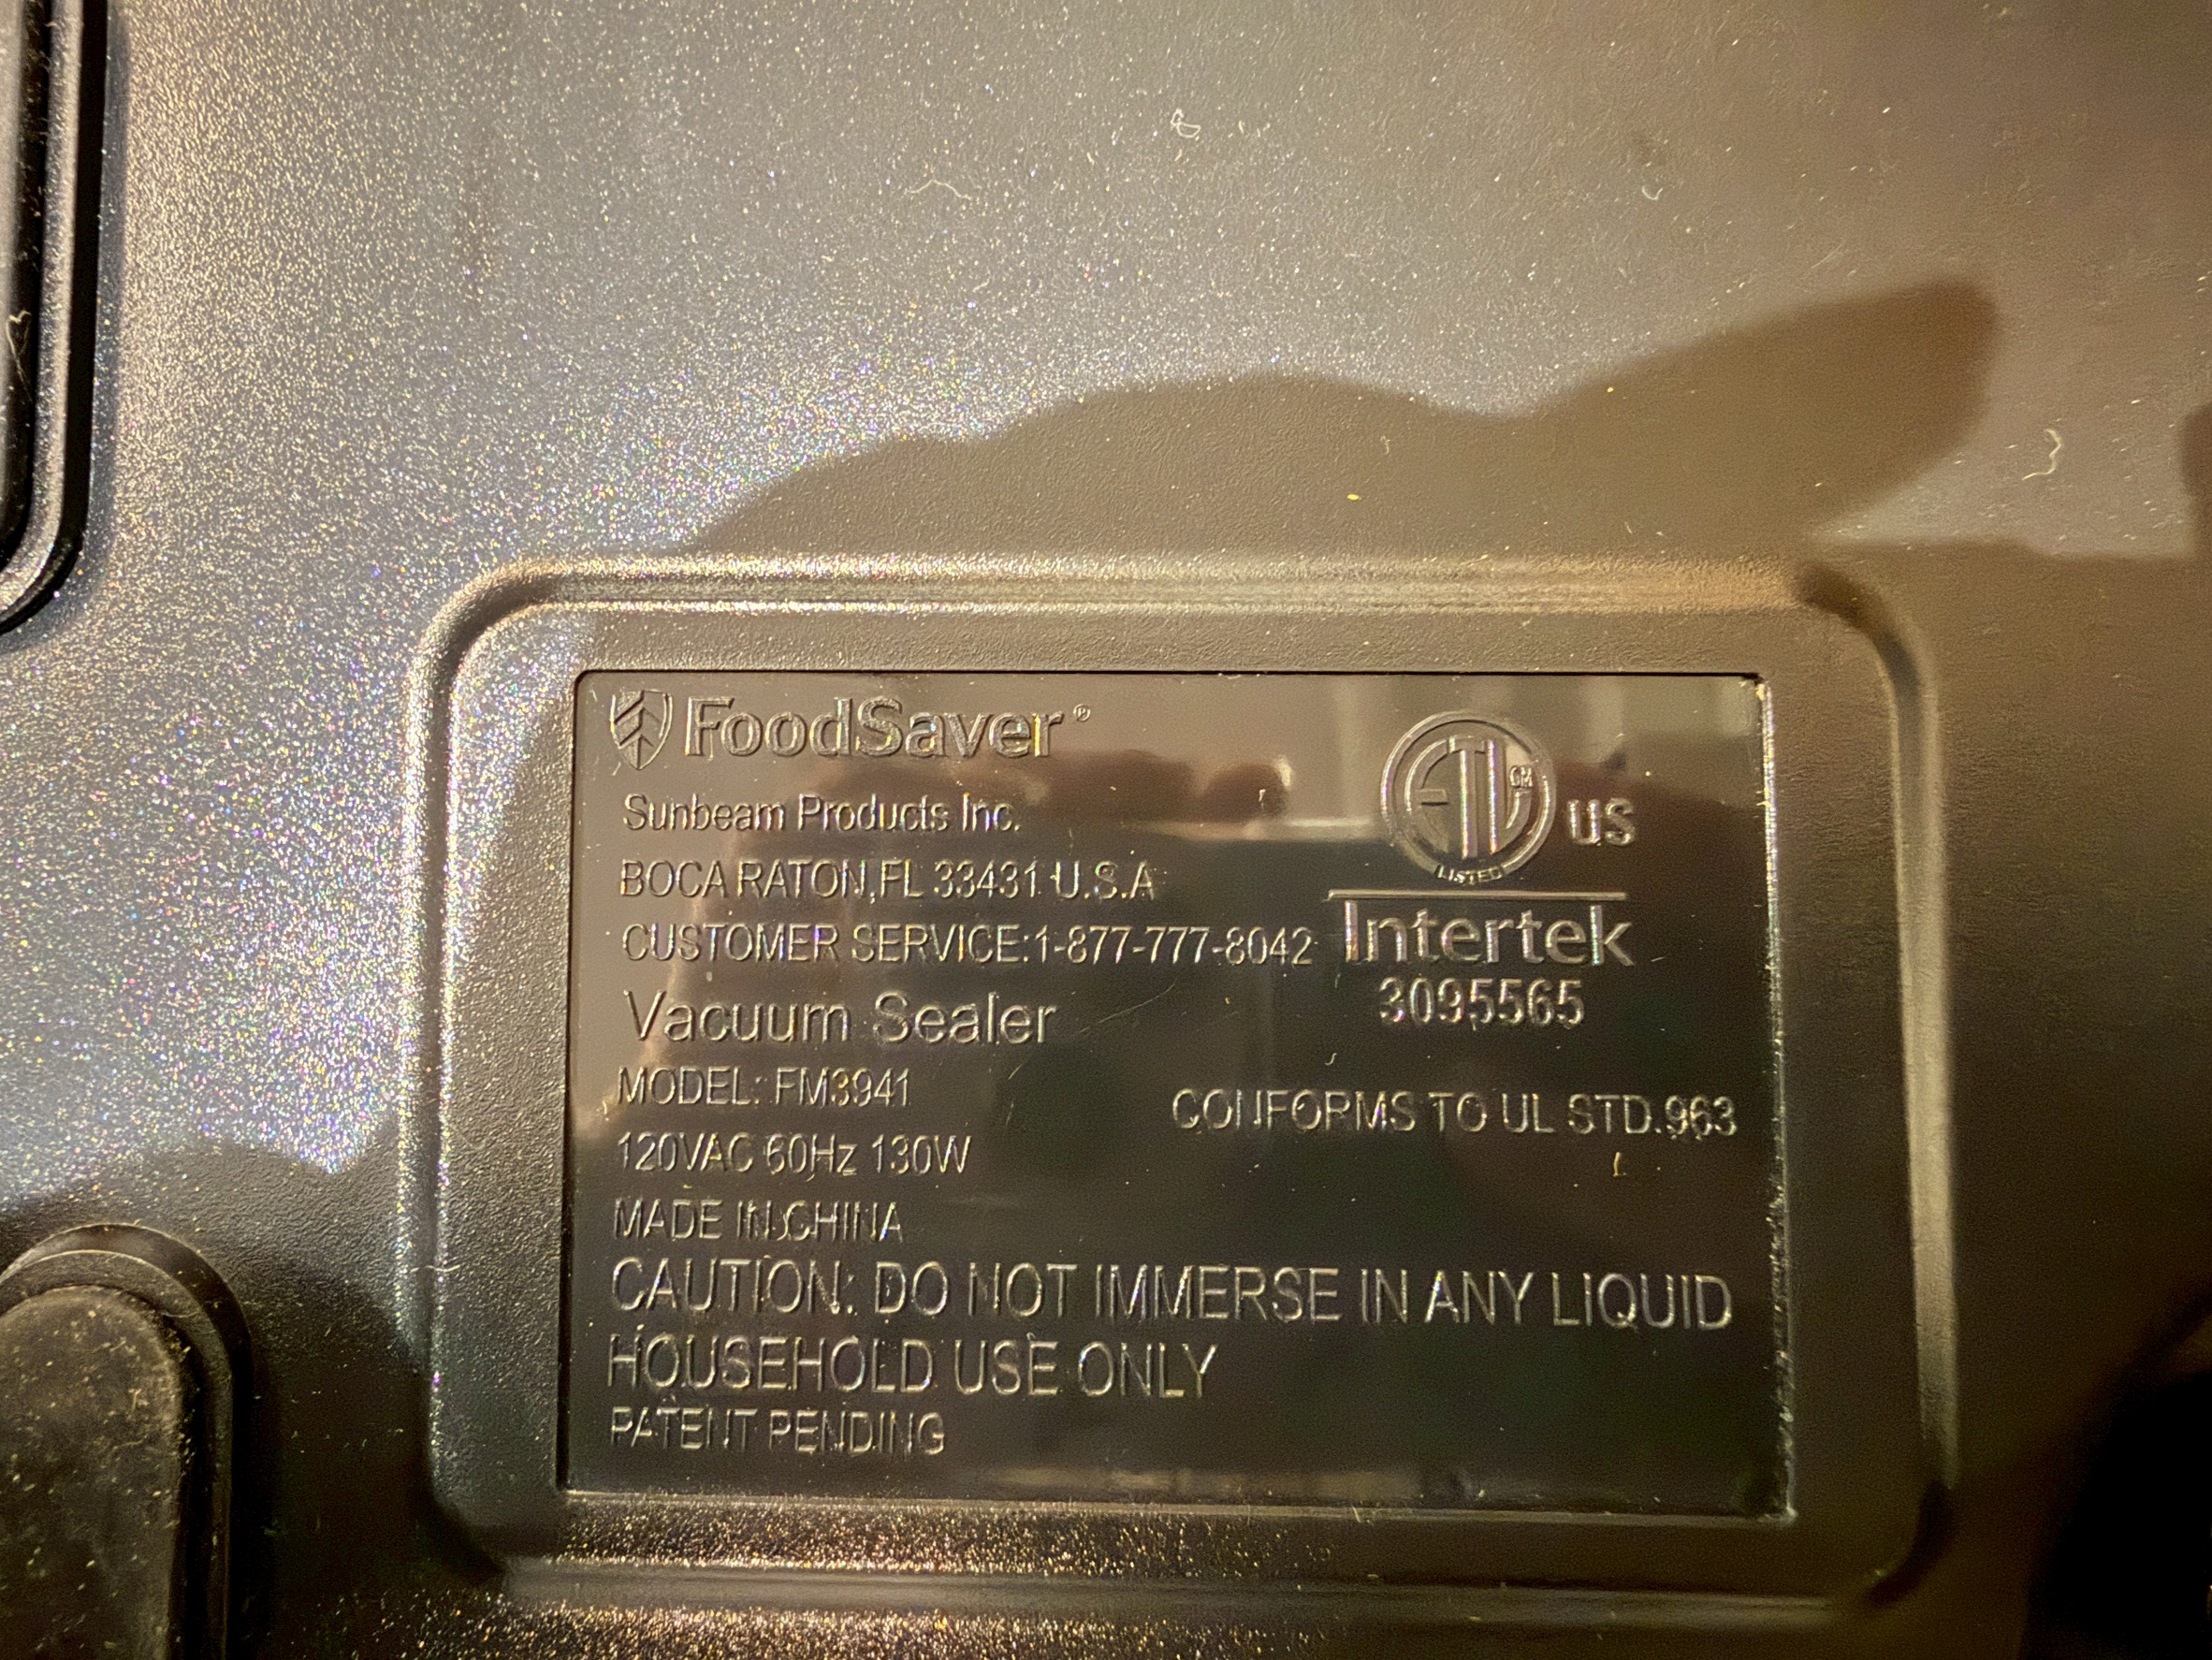 FoodSaver®
Sunbeam Products Inc.
BOCA RATON,FL 33431 U.S.A
CUSTOMER SERVICE:1-877-777-8042
Vacuum Sealer
MODEL: FM3941
120VAC 60Hz 130W
MADE IN CHINA
CAUTION: DO NOT IMMERSE IN ANY LIQUID
HOUSEHOLD USE ONLY
PATENT PENDING
ETL CM US
LISTED
Intertek
3095565
CONFORMS TO UL STD.963